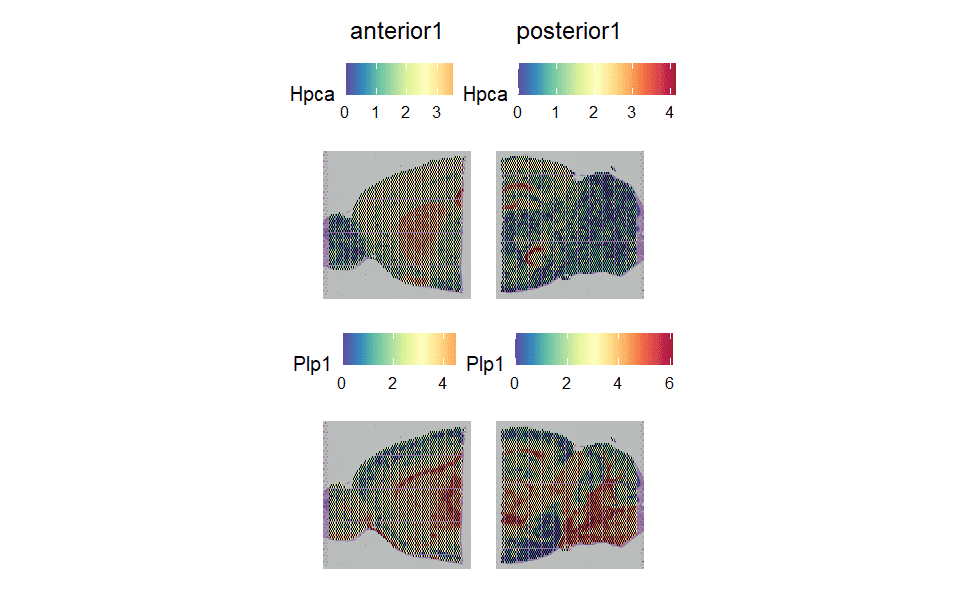 anterior1 posterior1
Hpca Hpca
0 1 2 3 0 1 2 3 4
Plp1 Plp1
0 2 4 0 2 4 6